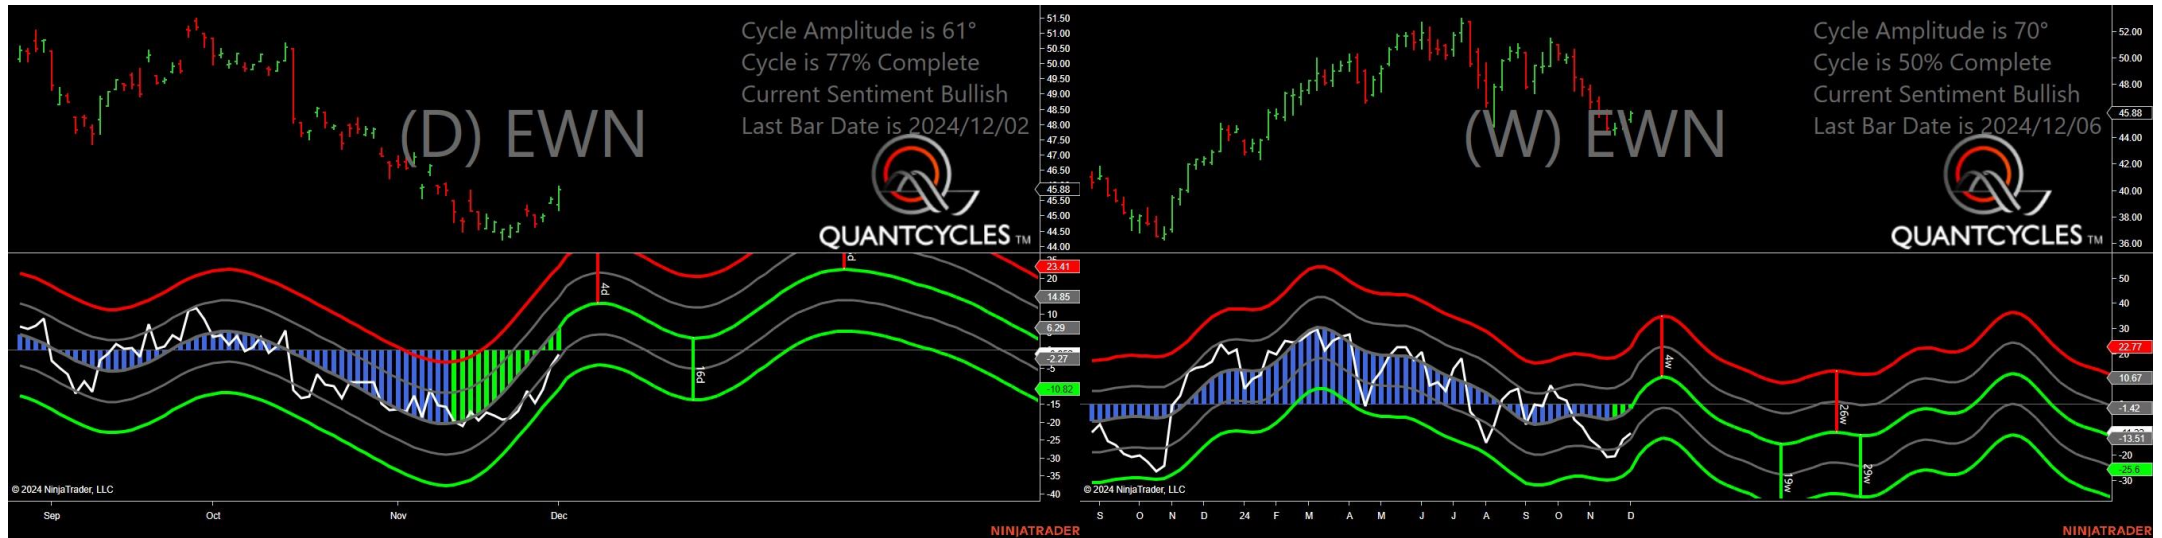 Cycle Amplitude is 61°
Cycle is 77% Complete
Current Sentiment Bullish
Last Bar Date is 2024/12/02
(D) EWN
QUANTCYCLES TM
51.50
51.00
50.50
50.00
49.50
49.00
48.50
48.00
47.50
47.00
46.50
45.88
45.50
45.00
44.50
44.00
23.41
20
14.85
10
6.29
-2.27
-5
-10.82
-15
-20
-25
-30
-35
-40
4d
16d
© 2024 NinjaTrader, LLC
Sep Oct Nov Dec
NINJATRADER
Cycle Amplitude is 70°
Cycle is 50% Complete
Current Sentiment Bullish
Last Bar Date is 2024/12/06
(W) EWN
QUANTCYCLES TM
52.00
50.00
48.00
45.88
44.00
42.00
40.00
38.00
36.00
50
40
30
22.77
20
10.67
-1.42
-13.51
-20
-25.6
-30
4w
19w
26w
29w
© 2024 NinjaTrader, LLC
S O N D 24 F M A M J J A S O N D
NINJATRADER